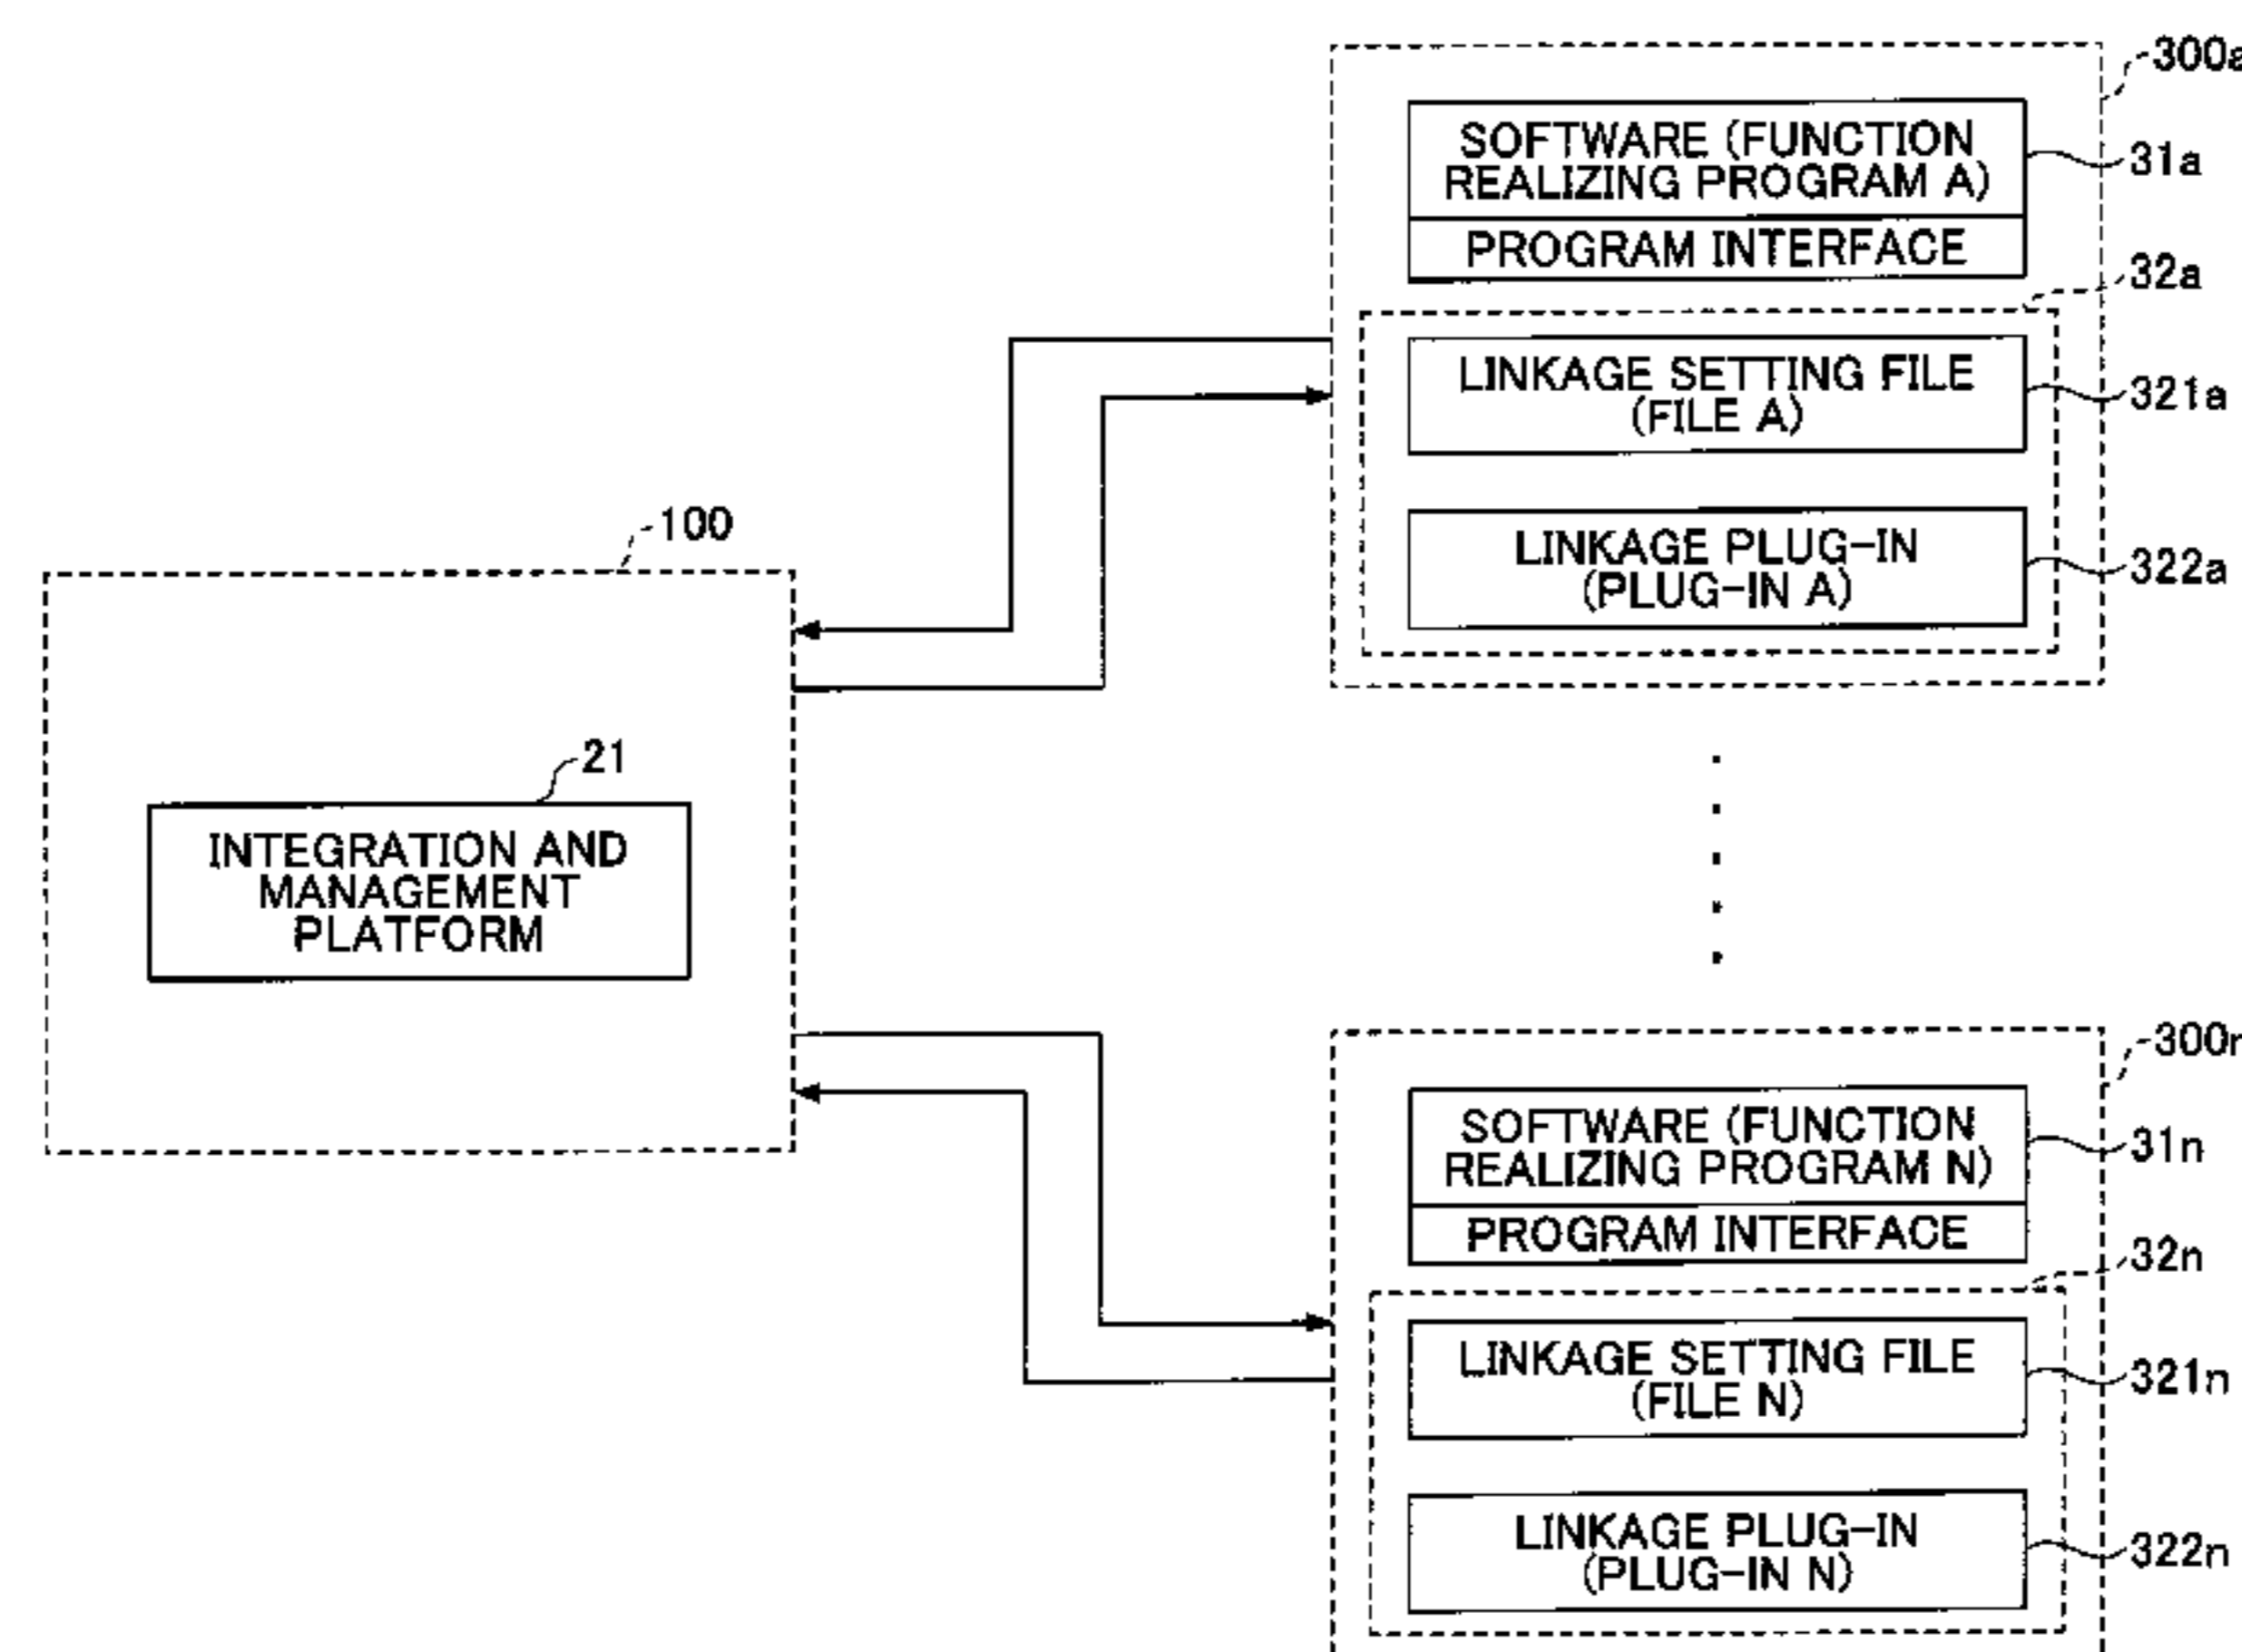 300a
SOFTWARE (FUNCTION
REALIZING PROGRAM A)
31a
PROGRAM INTERFACE
32a
LINKAGE SETTING FILE
(FILE A)
321a
LINKAGE PLUG-IN
(PLUG-IN A)
322a
100
21
INTEGRATION AND
MANAGEMENT
PLATFORM
300n
SOFTWARE (FUNCTION
REALIZING PROGRAM N)
31n
PROGRAM INTERFACE
32n
LINKAGE SETTING FILE
(FILE N)
321n
LINKAGE PLUG-IN
(PLUG-IN N)
322n